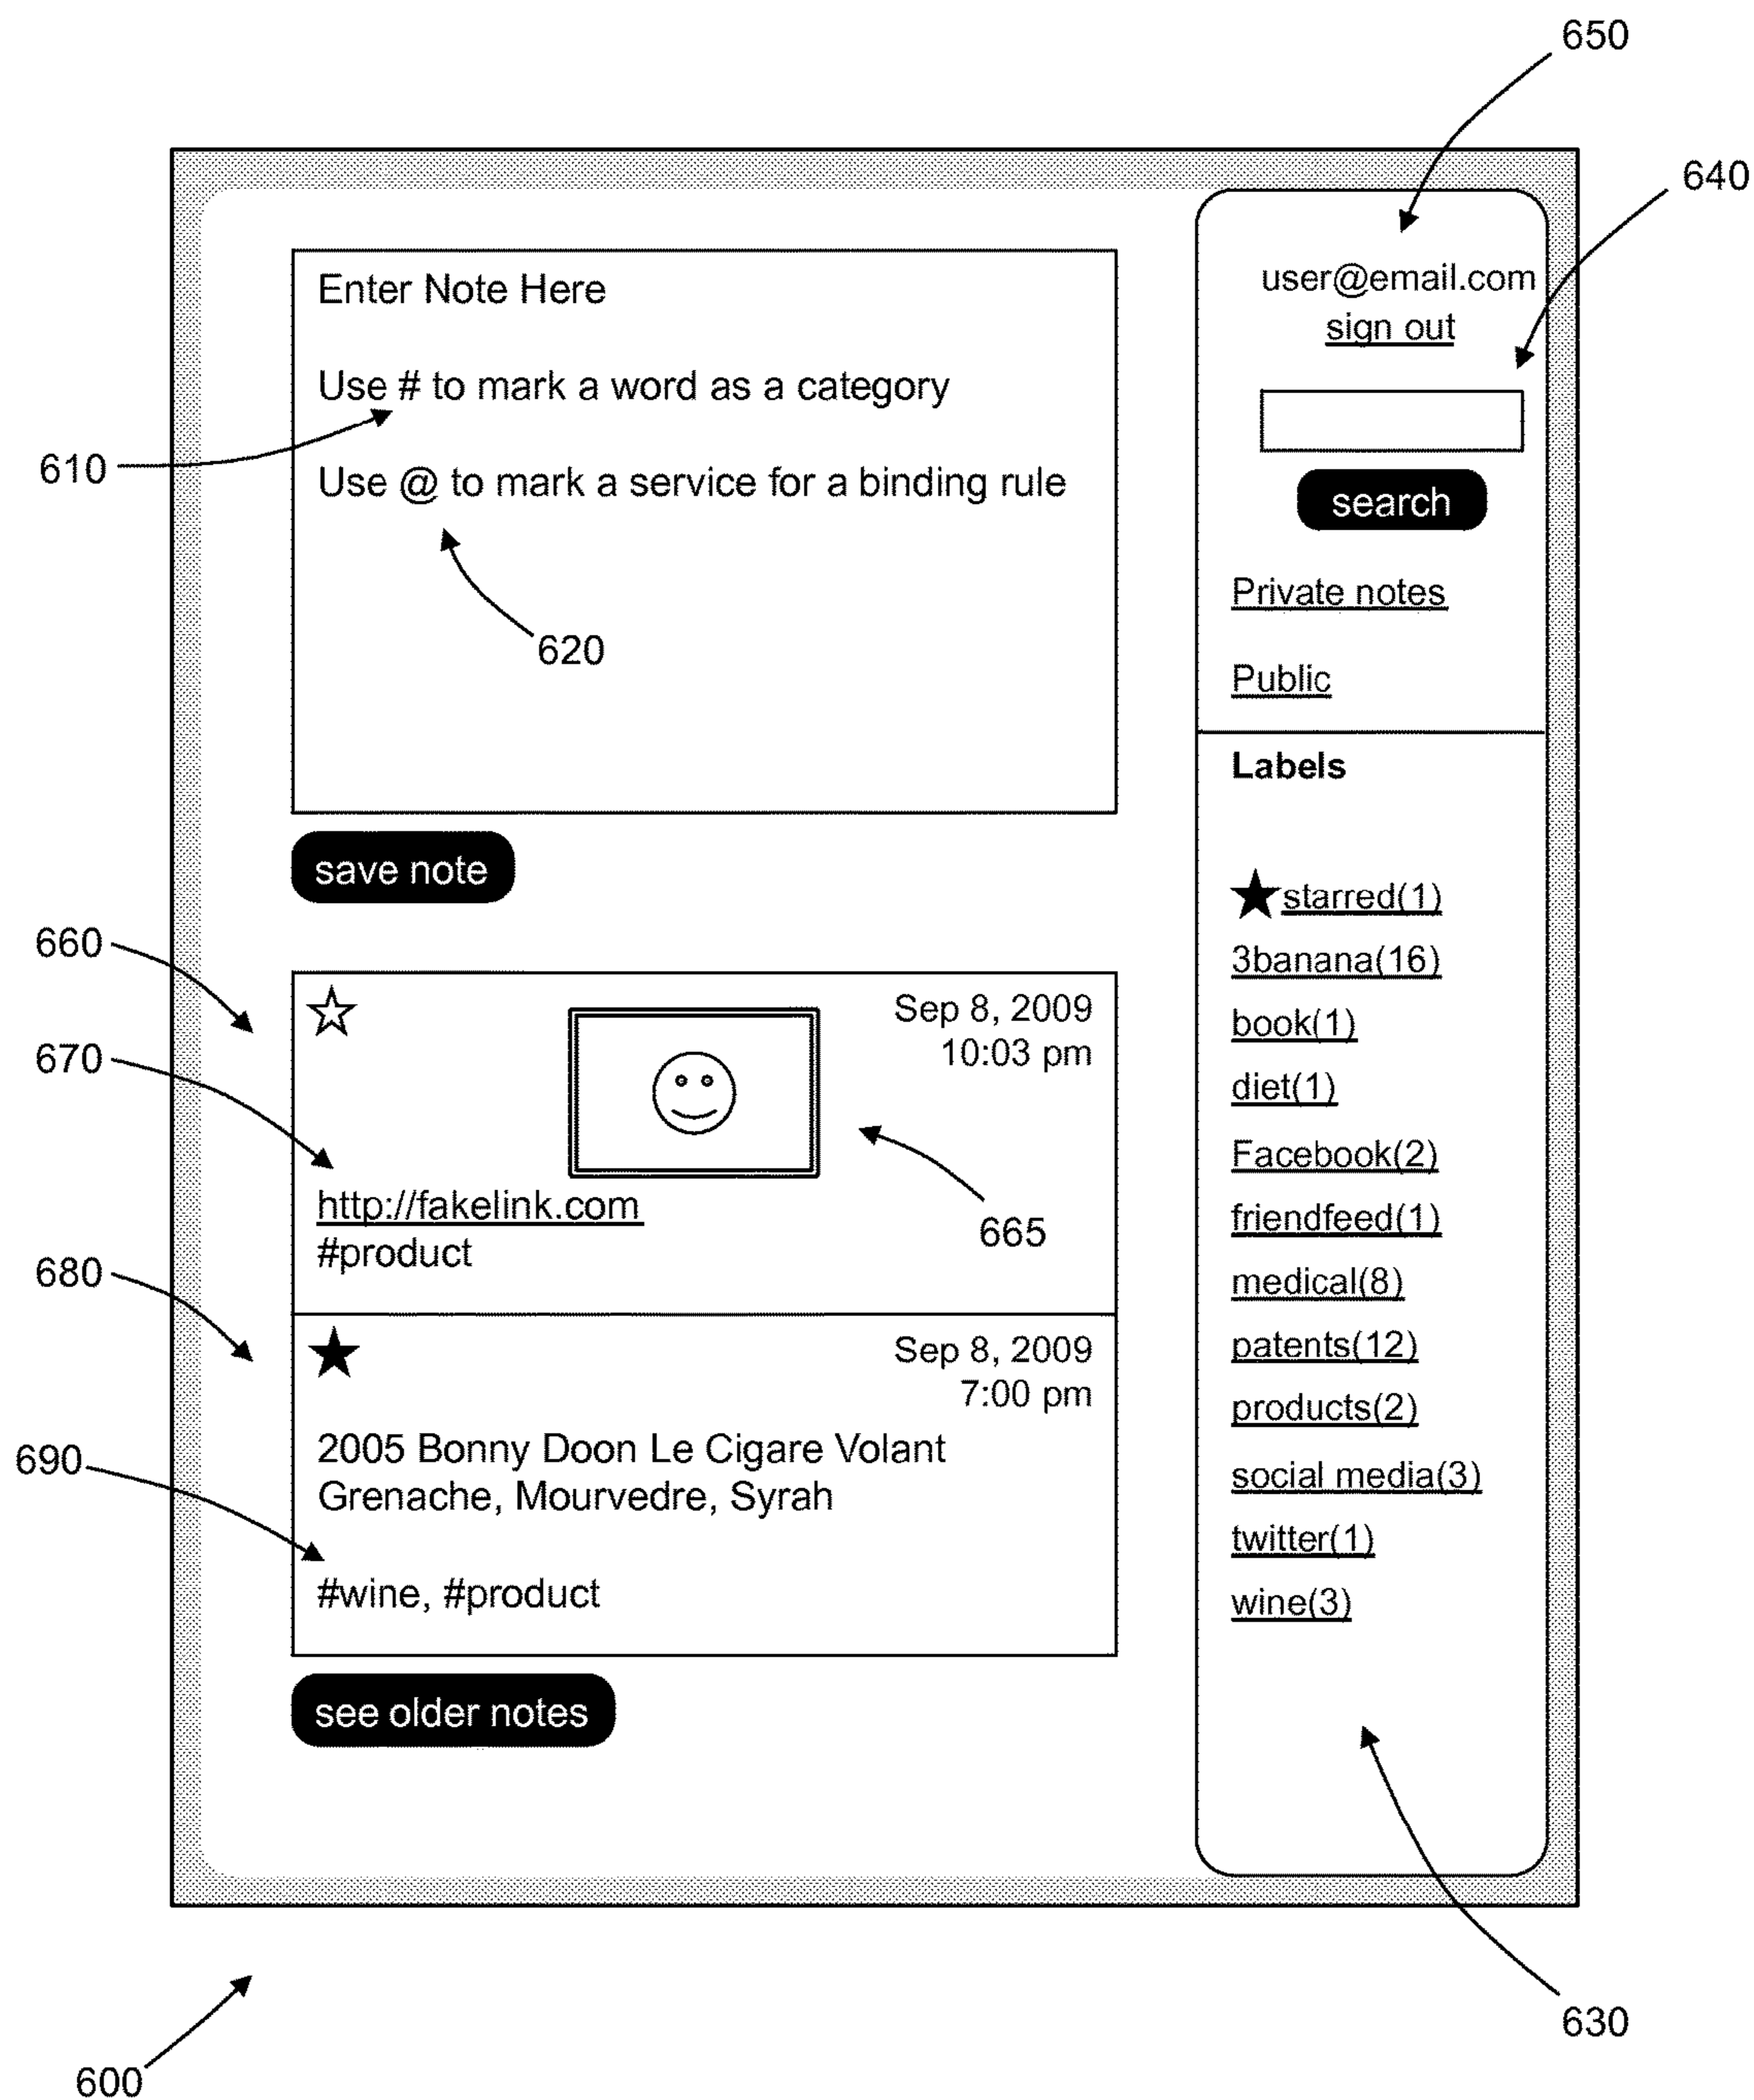 650
640
Enter Note Here
Use # to mark a word as a category
610
Use @ to mark a service for a binding rule
620
save note
user@email.com
sign out
search
Private notes
Public
Labels
starred(1)
3banana(16)
book(1)
diet(1)
Facebook(2)
friendfeed(1)
medical(8)
patents(12)
products(2)
social media(3)
twitter(1)
wine(3)
660
Sep 8, 2009
10:03 pm
670
http://fakelink.com
#product
665
680
Sep 8, 2009
7:00 pm
2005 Bonny Doon Le Cigare Volant
Grenache, Mourvedre, Syrah
690
#wine, #product
see older notes
630
600